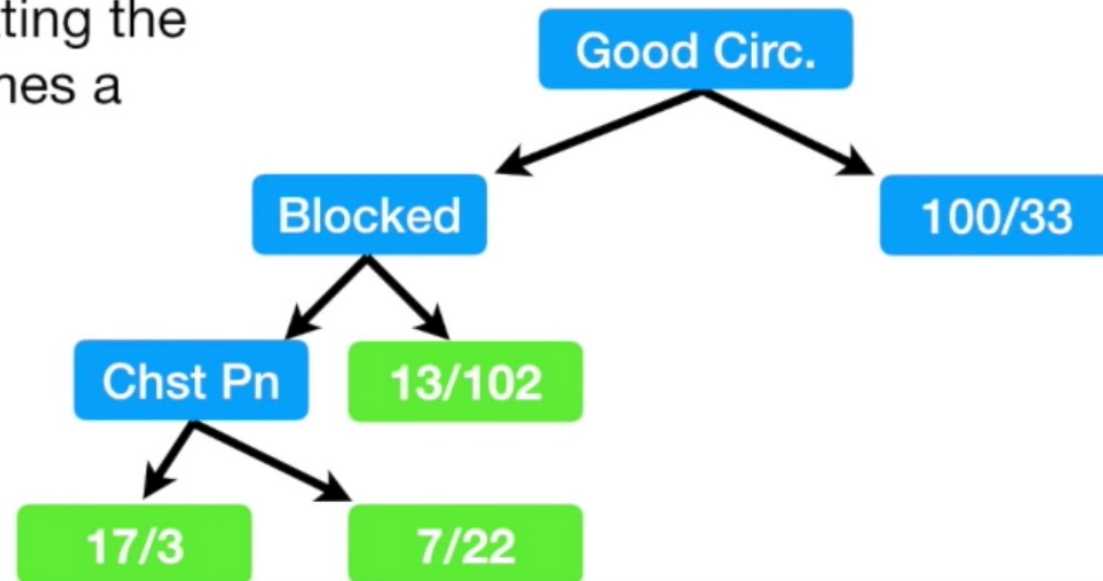 ting the
nes a
Good Circ.
Blocked
100/33
Chst Pn
13/102
17/3
7/22